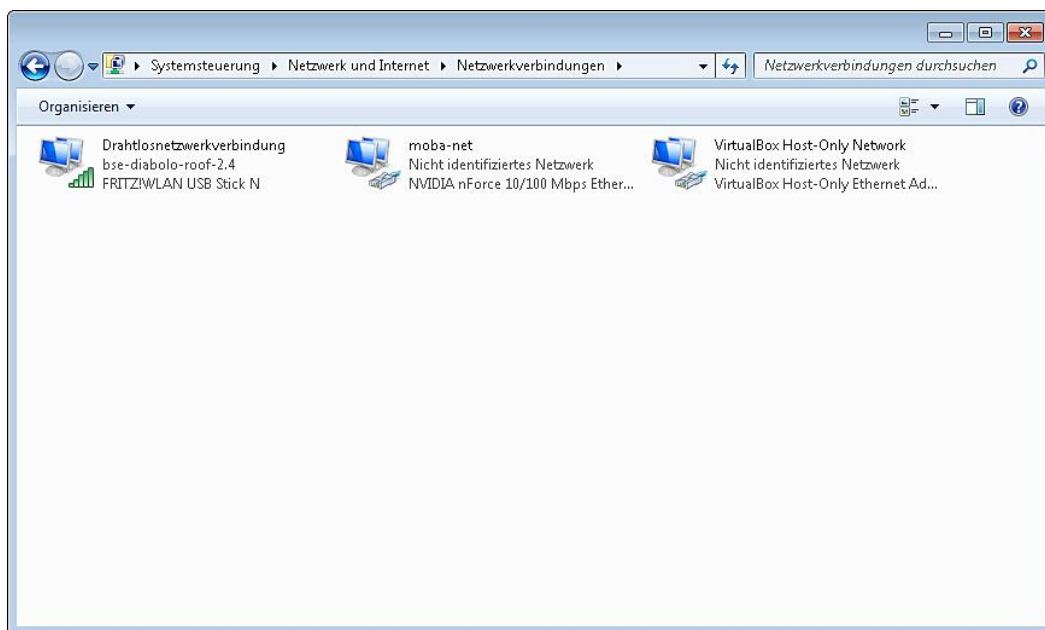 Systemsteuerung Netzwerk und Internet Netzwerkverbindungen Netzwerkverbindungen durchsuchen
Organisieren
Drahtlosnetzwerkverbindung
bse-diabolo-roof-2.4
FRITZ!WLAN USB Stick N
moba-net
Nicht identifiziertes Netzwerk
NVIDIA nForce 10/100 Mbps Ether...
VirtualBox Host-Only Network
Nicht identifiziertes Netzwerk
VirtualBox Host-Only Ethernet Ad...